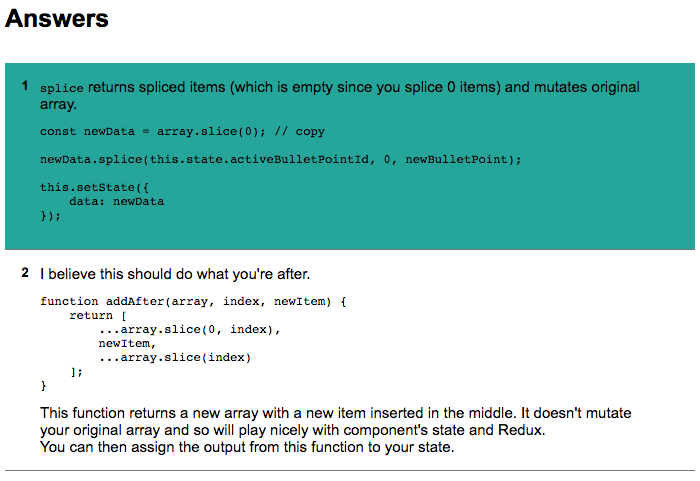 Answers
1 splice returns spliced items (which is empty since you splice 0 items) and mutates original
array.
const newData = array.slice(0); // copy
newData.splice(this.state.activeBulletPointId, 0, newBulletPoint);
this.setState({
    data: newData
});
2 I believe this should do what you're after.
function addAfter(array, index, newItem) {
    return [
        ...array.slice(0, index),
        newItem,
        ...array.slice(index)
    ];
}
This function returns a new array with a new item inserted in the middle. It doesn't mutate
your original array and so will play nicely with component's state and Redux.
You can then assign the output from this function to your state.